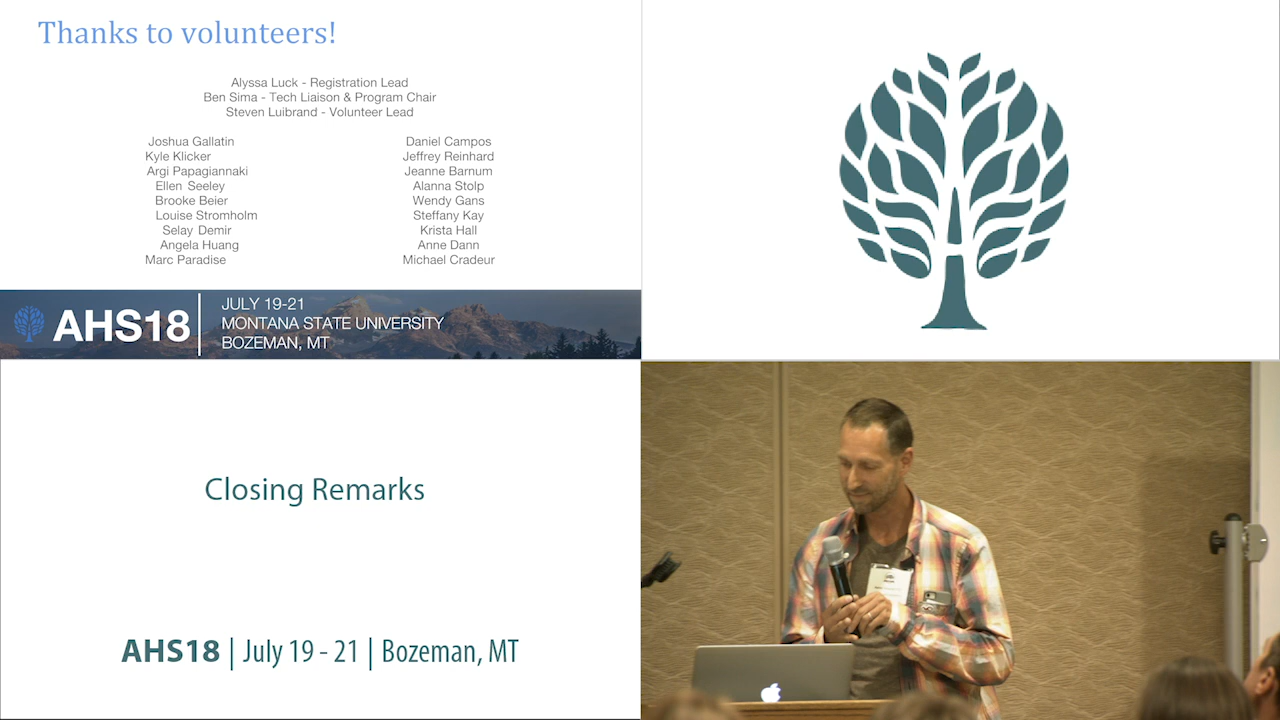 Thanks to volunteers!
Alyssa Luck - Registration Lead
Ben Sima - Tech Liaison & Program Chair
Steven Luibrand - Volunteer Lead
Joshua Gallatin
Kyle Klicker
Argi Papagiannaki
Ellen Seeley
Brooke Beier
Louise Stromholm
Selay Demir
Angela Huang
Marc Paradise
Daniel Campos
Jeffrey Reinhard
Jeanne Barnum
Alanna Stolp
Wendy Gans
Steffany Kay
Krista Hall
Anne Dann
Michael Cradeur
AHS18
JULY 19-21
MONTANA STATE UNIVERSITY
BOZEMAN, MT
Closing Remarks
AHS18 | July 19 - 21 | Bozeman, MT